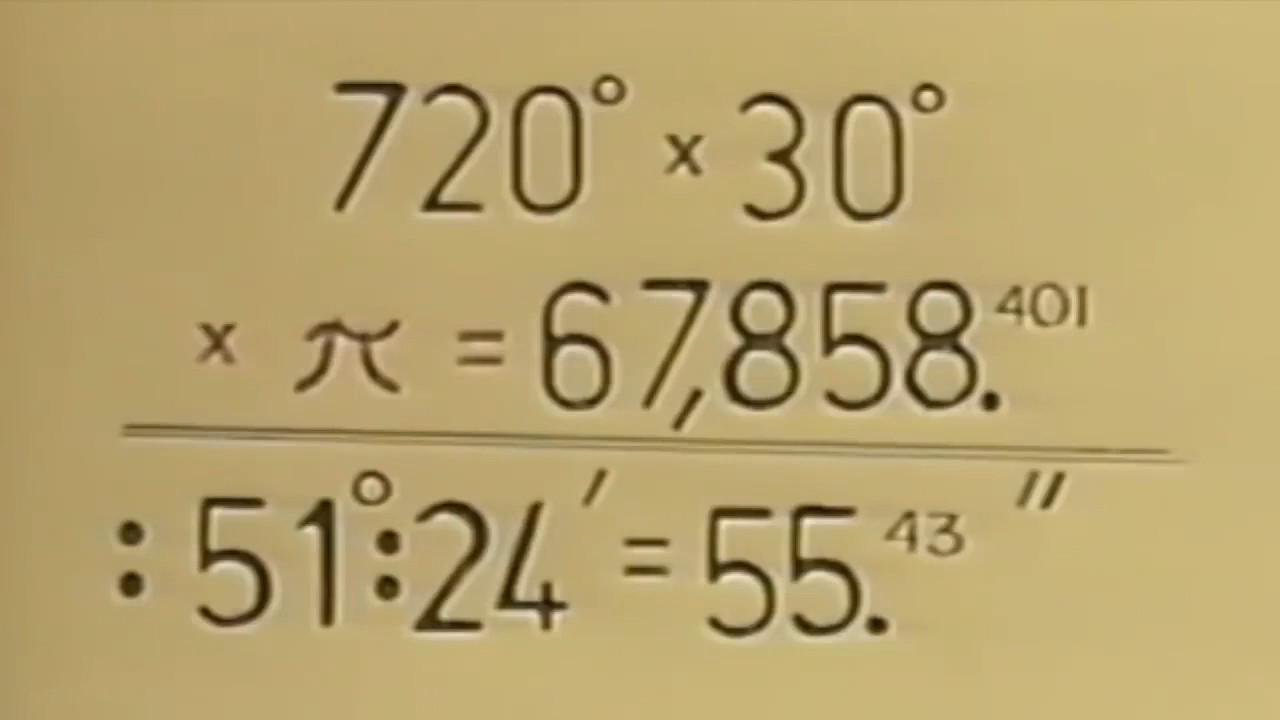 720° × 30°
× π = 67,858.401
: 51°:24′ = 55.43″